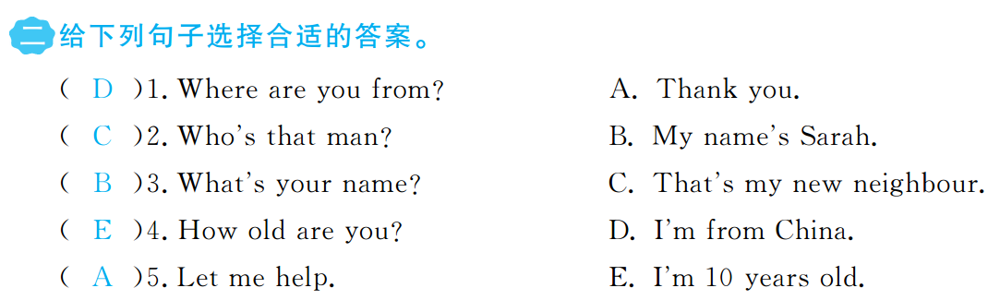 二 给下列句子选择合适的答案。
( D )1. Where are you from? A. Thank you.
( C )2. Who's that man? B. My name's Sarah.
( B )3. What's your name? C. That's my new neighbour.
( E )4. How old are you? D. I'm from China.
( A )5. Let me help. E. I'm 10 years old.